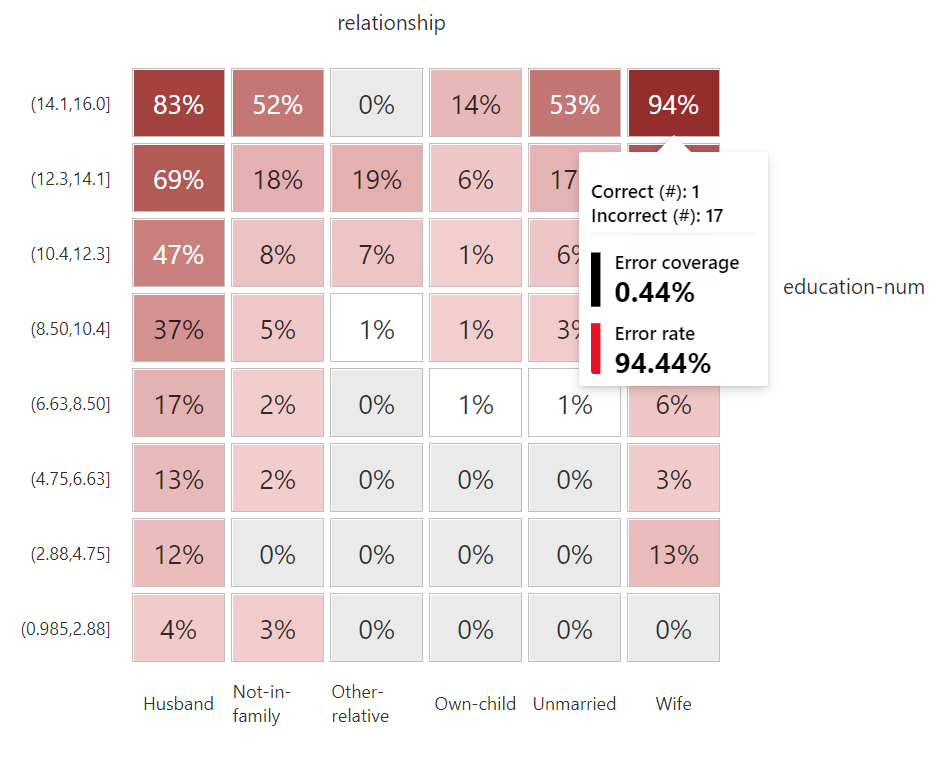 relationship
(14.1,16.0] 83% 52% 0% 14% 53% 94%
(12.3,14.1] 69% 18% 19% 6% 17
(10.4,12.3] 47% 8% 7% 1% 6%
(8.50,10.4] 37% 5% 1% 1% 3%
(6.63,8.50] 17% 2% 0% 1% 1% 6%
(4.75,6.63] 13% 2% 0% 0% 0% 3%
(2.88,4.75] 12% 0% 0% 0% 0% 13%
(0.985,2.88] 4% 3% 0% 0% 0% 0%
Correct (#): 1
Incorrect (#): 17
Error coverage
0.44%
Error rate
94.44%
education-num
Husband
Not-in-
family
Other-
relative
Own-child
Unmarried
Wife